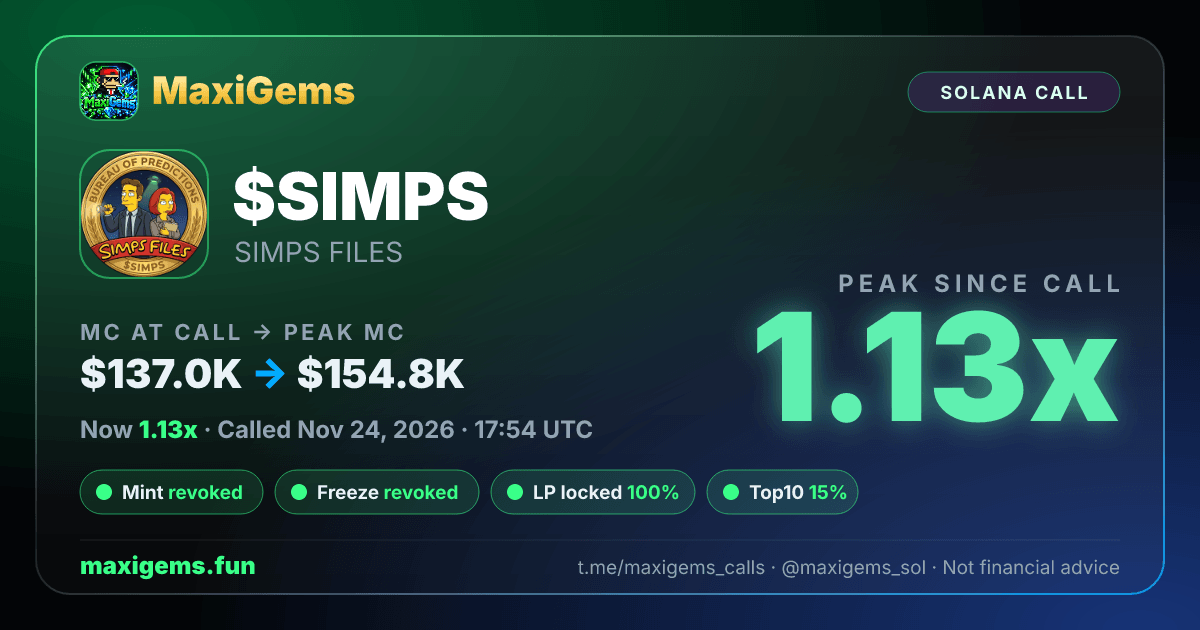 MaxiGems
MaxiGems
SOLANA CALL
BUREAU OF PREDICTIONS
SIMPS FILES
$SIMPS
$SIMPS
SIMPS FILES
PEAK SINCE CALL
1.13x
MC AT CALL → PEAK MC
$137.0K → $154.8K
Now 1.13x · Called Nov 24, 2026 · 17:54 UTC
Mint revoked
Freeze revoked
LP locked 100%
Top10 15%
maxigems.fun
t.me/maxigems_calls · @maxigems_sol · Not financial advice